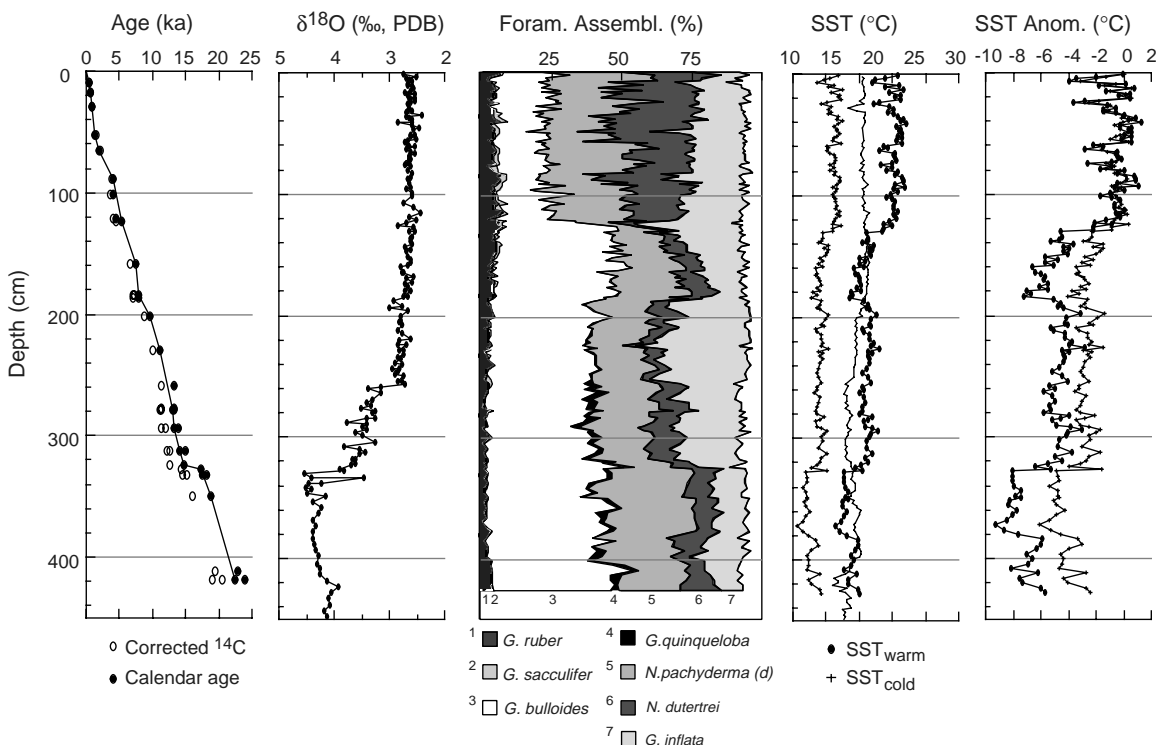 Age (ka)
δ18O (‰, PDB)
Foram. Assembl. (%)
SST (°C)
SST Anom. (°C)
0 5 10 15 20 25
5 4 3 2
25 50 75
10 15 20 25 30
-10 -8 -6 -4 -2 0 2
Depth (cm)
0
100
200
300
400
1 2 3 4 5 6 7
Corrected 14C
Calendar age
1 G. ruber
2 G. sacculifer
3 G. bulloides
4 G.quinqueloba
5 N.pachyderma (d)
6 N. dutertrei
7 G. inflata
SSTwarm
SSTcold